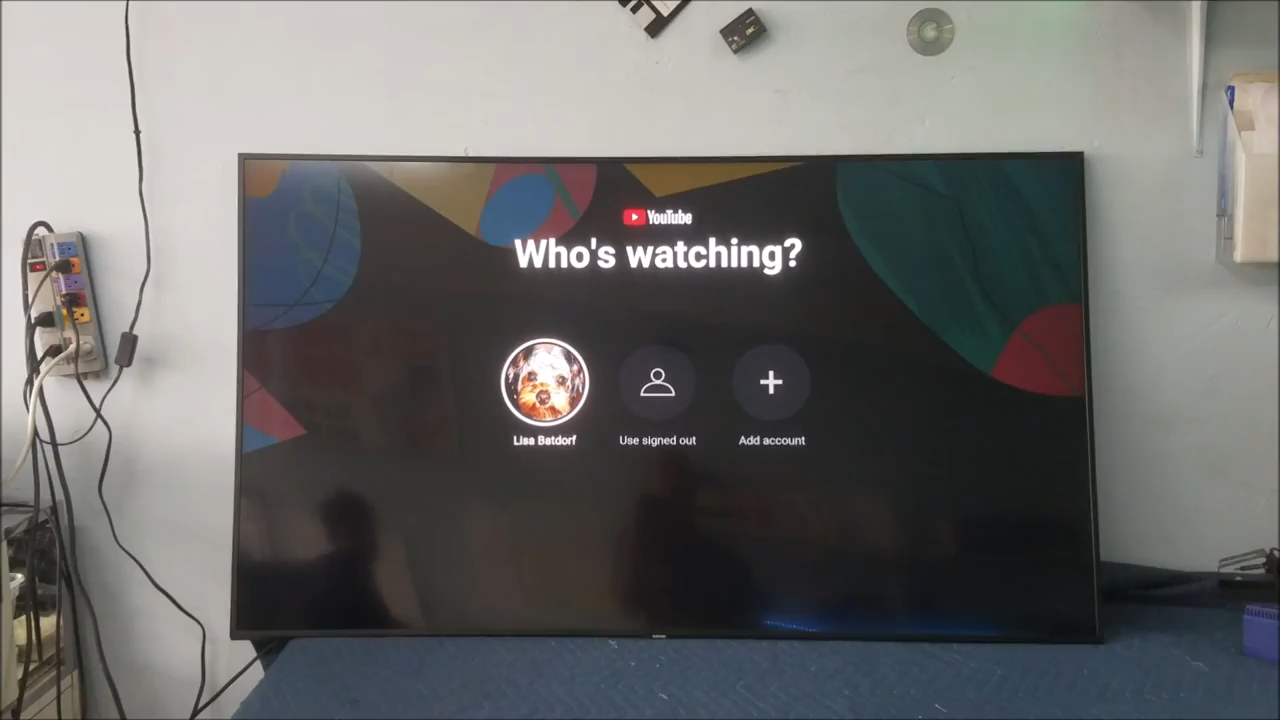 YouTube
Who's watching?
Lisa Batdorf
Use signed out
Add account